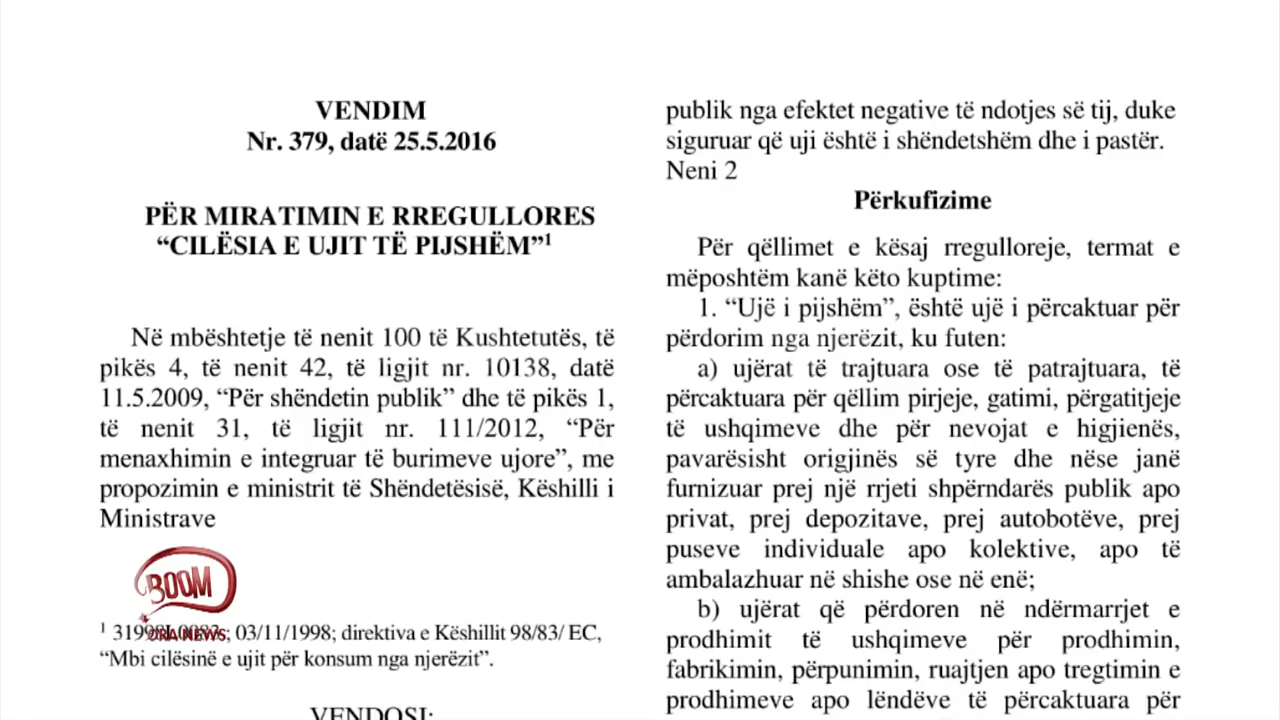 VENDIM
Nr. 379, datë 25.5.2016
PËR MIRATIMIN E RREGULLORES
“CILËSIA E UJIT TË PIJSHËM”¹
Në mbështetje të nenit 100 të Kushtetutës, të
pikës 4, të nenit 42, të ligjit nr. 10138, datë
11.5.2009, “Për shëndetin publik” dhe të pikës 1,
të nenit 31, të ligjit nr. 111/2012, “Për
menaxhimin e integruar të burimeve ujore”, me
propozimin e ministrit të Shëndetësisë, Këshilli i
Ministrave
BOOM
ORA NEWS
¹ 03/11/1998; direktiva e Këshillit 98/83/ EC,
“Mbi cilësinë e ujit për konsum nga njerëzit”.
VENDOSI:
publik nga efektet negative të ndotjes së tij, duke
siguruar që uji është i shëndetshëm dhe i pastër.
Neni 2
Përkufizime
Për qëllimet e kësaj rregulloreje, termat e
mëposhtëm kanë këto kuptime:
1. “Ujë i pijshëm”, është ujë i përcaktuar për
përdorim nga njerëzit, ku futen:
a) ujërat të trajtuara ose të patrajtuara, të
përcaktuara për qëllim pirjeje, gatimi, përgatitjeje
të ushqimeve dhe për nevojat e higjienës,
pavarësisht origjinës së tyre dhe nëse janë
furnizuar prej një rrjeti shpërndarës publik apo
privat, prej depozitave, prej autobotëve, prej
puseve individuale apo kolektive, apo të
ambalazhuar në shishe ose në enë;
b) ujërat që përdoren në ndërmarrjet e
prodhimit të ushqimeve për prodhimin,
fabrikimin, përpunimin, ruajtjen apo tregtimin e
prodhimeve apo lëndëve të përcaktuara për